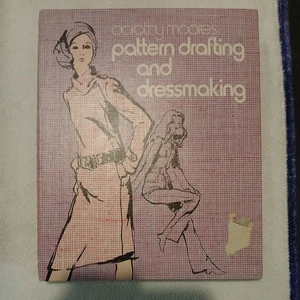 dorothy moore's
pattern drafting
and
dressmaking